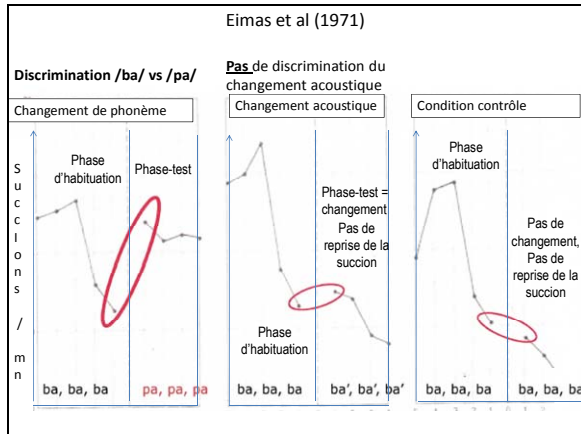 Eimas et al (1971)
Discrimination /ba/ vs /pa/
Pas de discrimination du
changement acoustique
Changement de phonème
Changement acoustique
Condition contrôle
Succions / mn
Phase
d'habituation
Phase-test
ba, ba, ba
pa, pa, pa
Phase-test =
changement
Pas de
reprise de la
succion
Phase
d'habituation
ba, ba, ba
ba', ba', ba'
Phase
d'habituation
Pas de
changement,
Pas de
reprise de la
succion
ba, ba, ba
ba, ba, ba